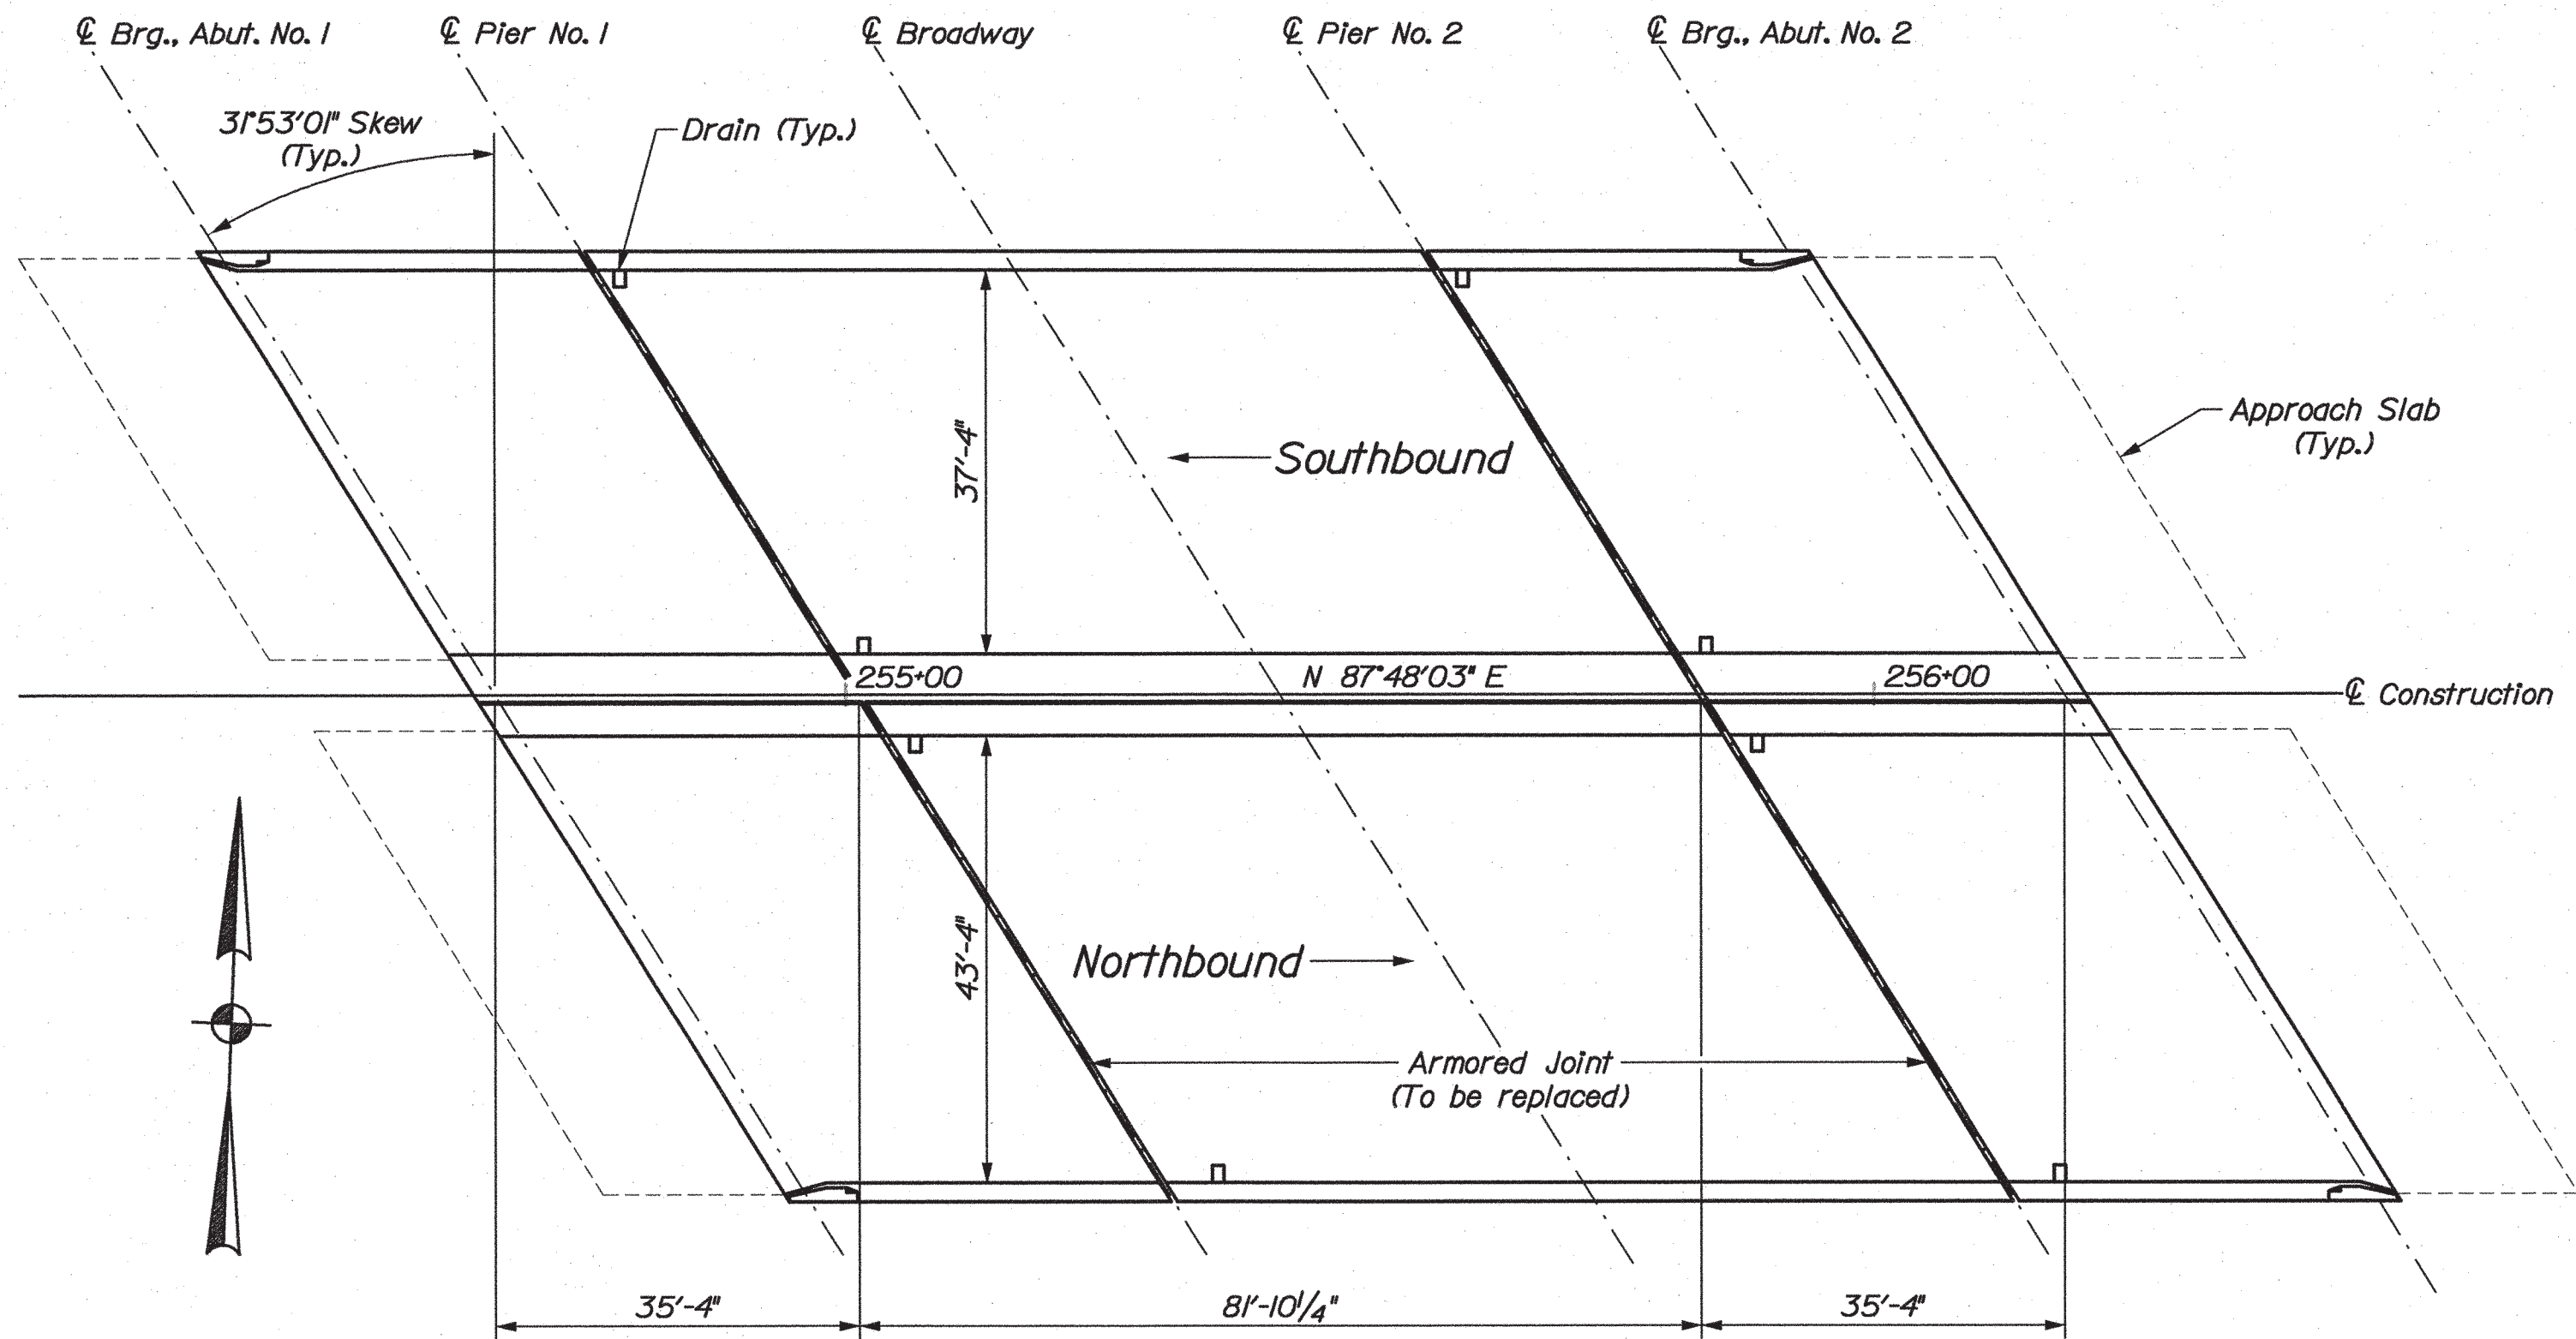 ℄ Brg., Abut. No. 1
℄ Pier No. 1
℄ Broadway
℄ Pier No. 2
℄ Brg., Abut. No. 2
31°53'01" Skew
(Typ.)
Drain (Typ.)
Approach Slab
(Typ.)
37'-4"
Southbound
255+00
N 87°48'03" E
256+00
℄ Construction
43'-4"
Northbound
Armored Joint
(To be replaced)
35'-4"
81'-10 1/4"
35'-4"